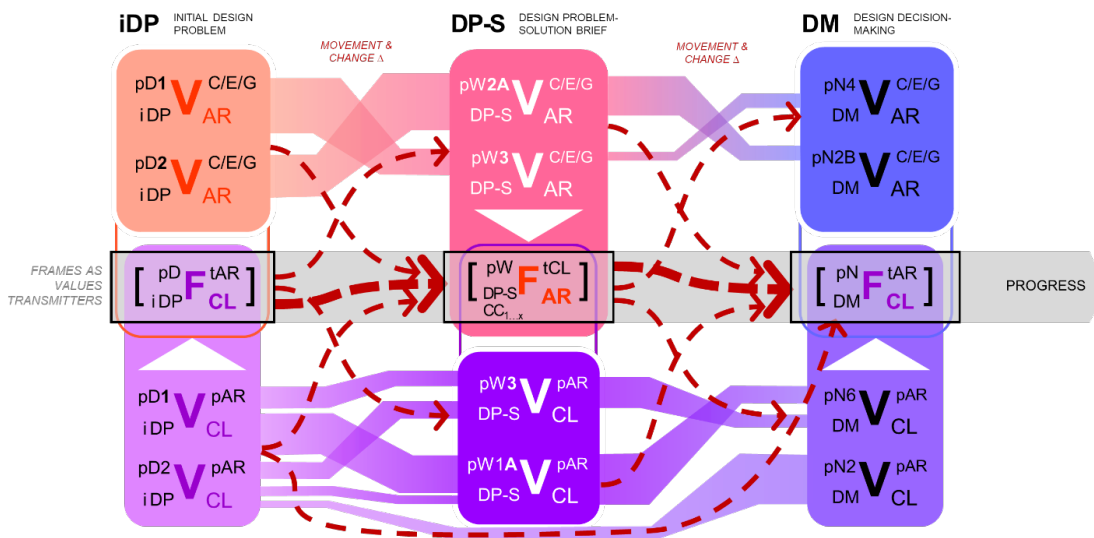 iDP INITIAL DESIGN PROBLEM
DP-S DESIGN PROBLEM-SOLUTION BRIEF
DM DESIGN DECISION-MAKING
MOVEMENT & CHANGE Δ
MOVEMENT & CHANGE Δ
pD1 iDP V C/E/G AR
pD2 iDP V C/E/G AR
pW2A DP-S V C/E/G AR
pW3 DP-S V C/E/G AR
pN4 DM V C/E/G AR
pN2B DM V C/E/G AR
FRAMES AS VALUES TRANSMITTERS
[ pD iDP F tAR CL ]
[ pW DP-S CC1...x F tCL AR ]
[ pN DM F tAR CL ]
PROGRESS
pD1 iDP V pAR CL
pD2 iDP V pAR CL
pW3 DP-S V pAR CL
pW1A DP-S V pAR CL
pN6 DM V pAR CL
pN2 DM V pAR CL